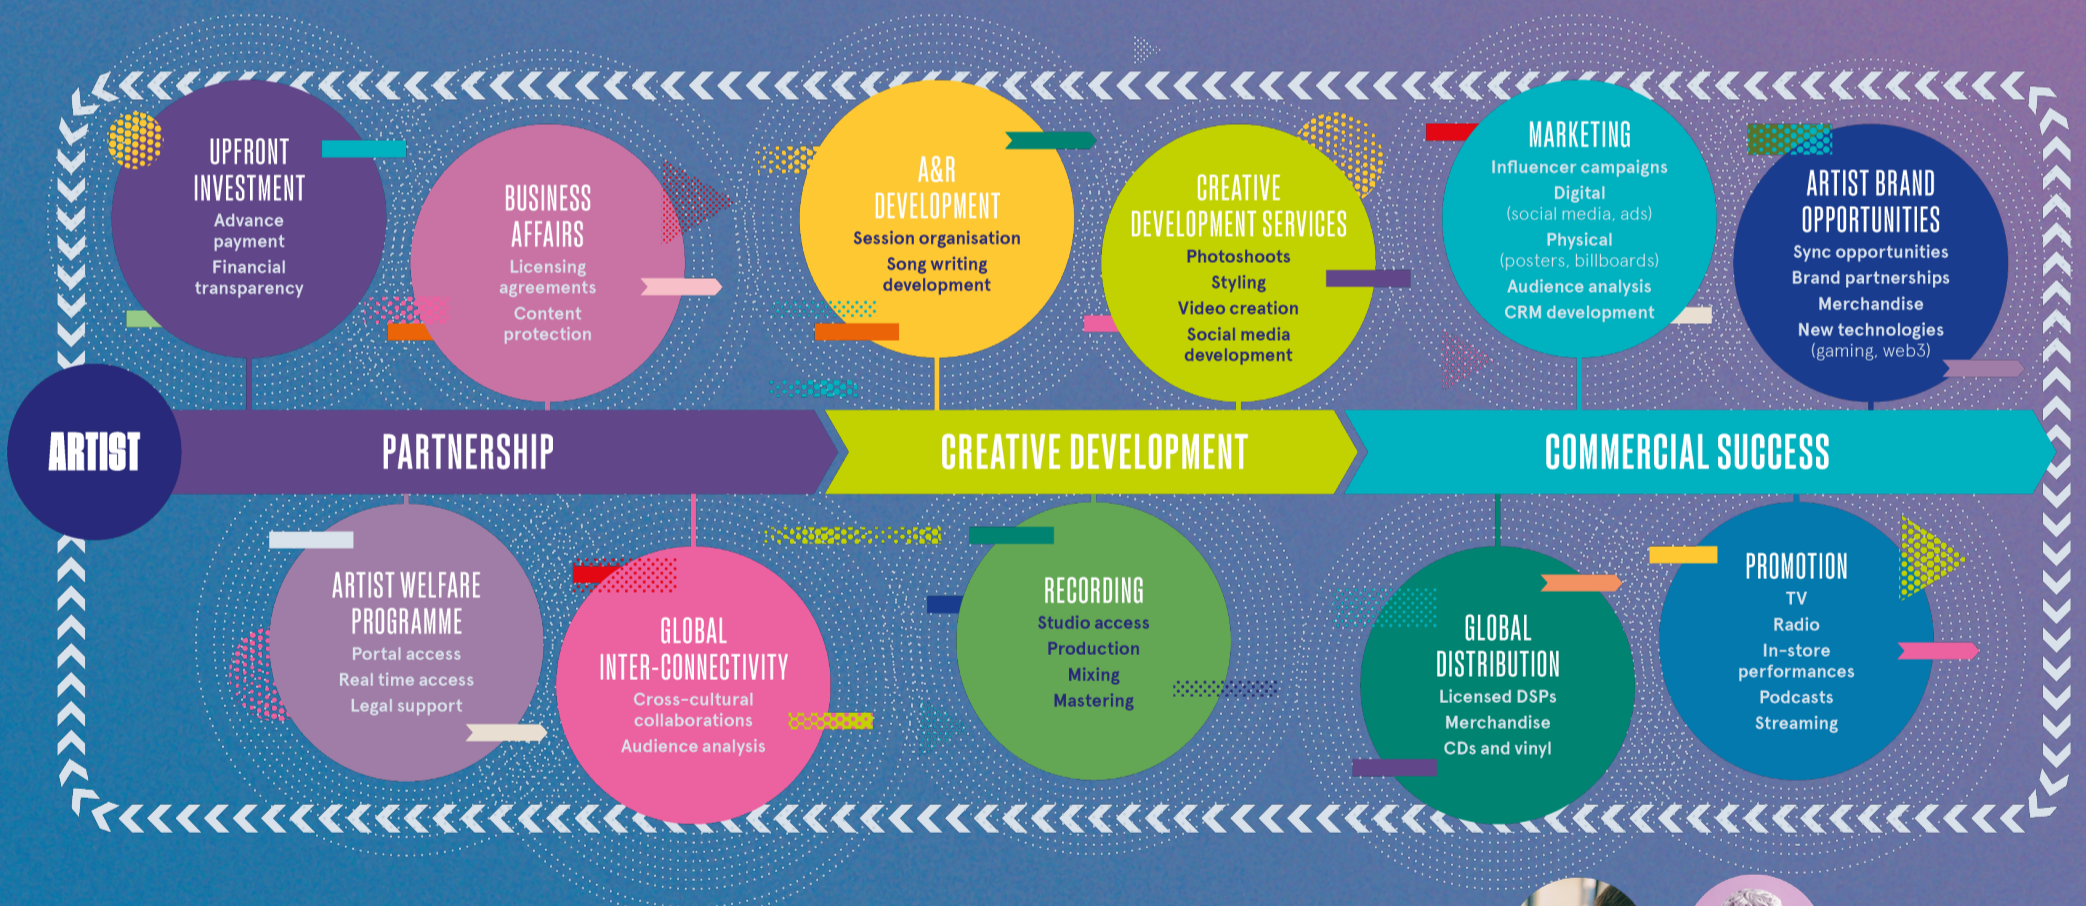 UPFRONT
INVESTMENT
Advance
payment
Financial
transparency
BUSINESS
AFFAIRS
Licensing
agreements
Content
protection
A&R
DEVELOPMENT
Session organisation
Song writing
development
CREATIVE
DEVELOPMENT SERVICES
Photoshoots
Styling
Video creation
Social media
development
MARKETING
Influencer campaigns
Digital
(social media, ads)
Physical
(posters, billboards)
Audience analysis
CRM development
ARTIST BRAND
OPPORTUNITIES
Sync opportunities
Brand partnerships
Merchandise
New technologies
(gaming, web3)
ARTIST
PARTNERSHIP
CREATIVE DEVELOPMENT
COMMERCIAL SUCCESS
ARTIST WELFARE
PROGRAMME
Portal access
Real time access
Legal support
GLOBAL
INTER-CONNECTIVITY
Cross-cultural
collaborations
Audience analysis
RECORDING
Studio access
Production
Mixing
Mastering
GLOBAL
DISTRIBUTION
Licensed DSPs
Merchandise
CDs and vinyl
PROMOTION
TV
Radio
In-store
performances
Podcasts
Streaming